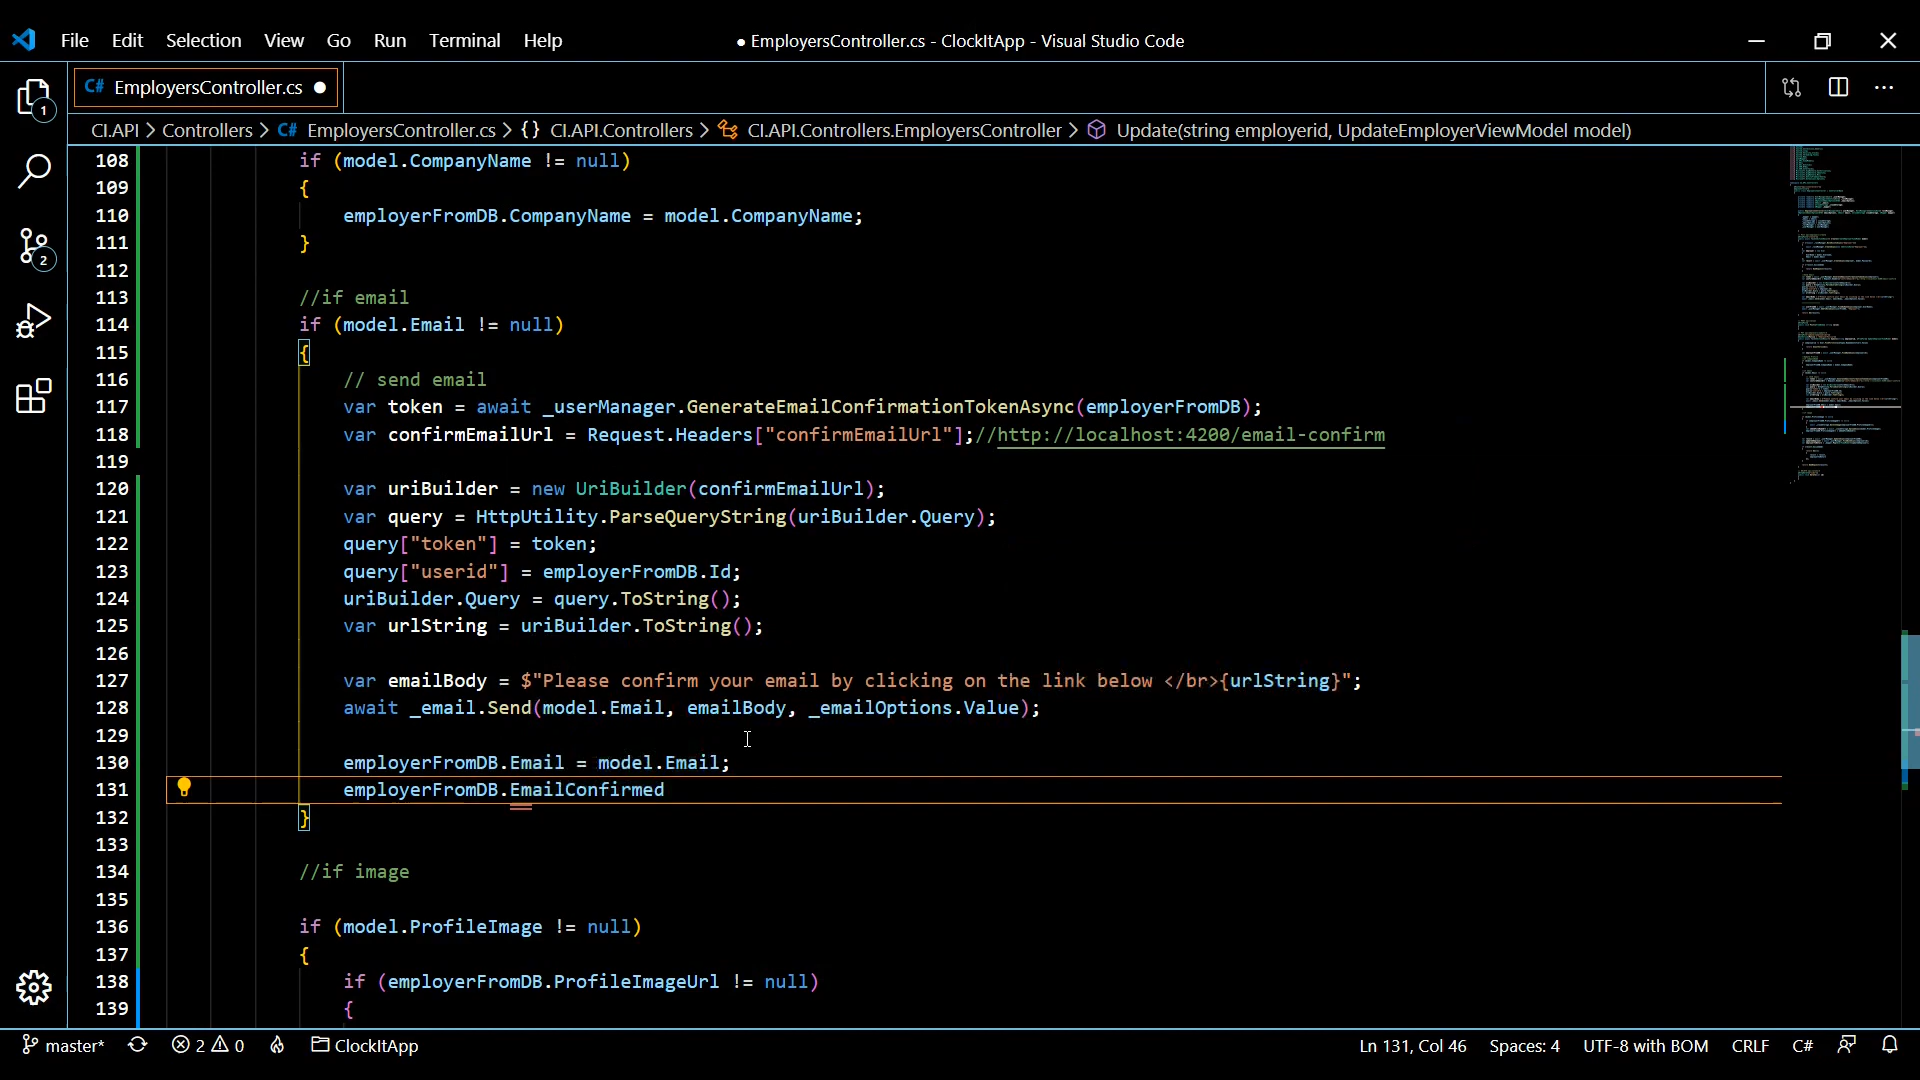 File Edit Selection View Go Run Terminal Help
● EmployersController.cs - ClockItApp - Visual Studio Code
C# EmployersController.cs ●
CI.API > Controllers > C# EmployersController.cs > {} CI.API.Controllers > CI.API.Controllers.EmployersController > Update(string employerid, UpdateEmployerViewModel model)
1
2
108 if (model.CompanyName != null)
109 {
110 employerFromDB.CompanyName = model.CompanyName;
111 }
112
113 //if email
114 if (model.Email != null)
115 {
116 // send email
117 var token = await _userManager.GenerateEmailConfirmationTokenAsync(employerFromDB);
118 var confirmEmailUrl = Request.Headers["confirmEmailUrl"];//http://localhost:4200/email-confirm
119
120 var uriBuilder = new UriBuilder(confirmEmailUrl);
121 var query = HttpUtility.ParseQueryString(uriBuilder.Query);
122 query["token"] = token;
123 query["userid"] = employerFromDB.Id;
124 uriBuilder.Query = query.ToString();
125 var urlString = uriBuilder.ToString();
126
127 var emailBody = $"Please confirm your email by clicking on the link below </br>{urlString}";
128 await _email.Send(model.Email, emailBody, _emailOptions.Value);
129
130 employerFromDB.Email = model.Email;
131 employerFromDB.EmailConfirmed
132 }
133
134 //if image
135
136 if (model.ProfileImage != null)
137 {
138 if (employerFromDB.ProfileImageUrl != null)
139 {
master* 2 0 ClockItApp Ln 131, Col 46 Spaces: 4 UTF-8 with BOM CRLF C#